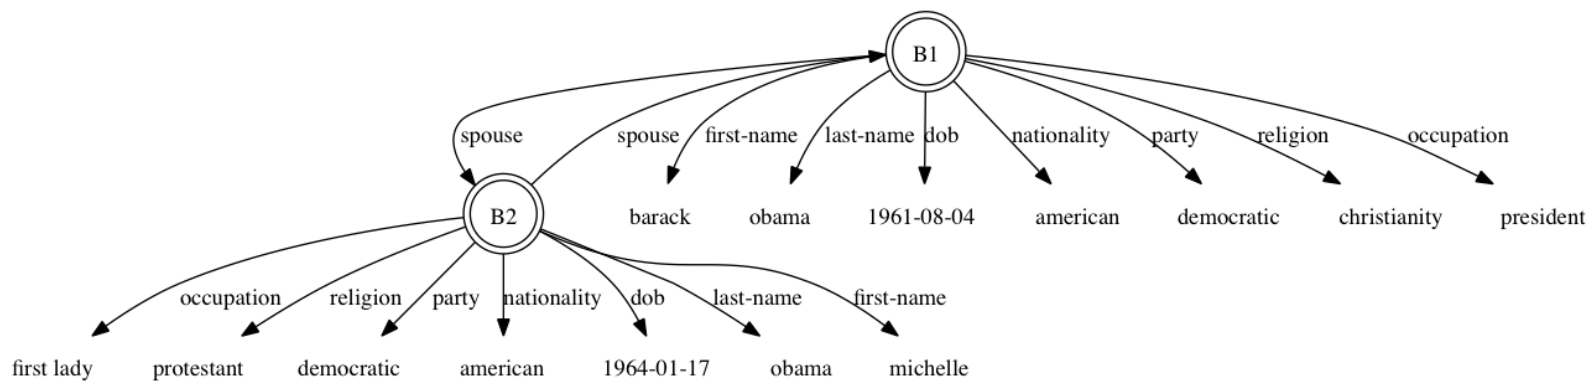 B1
spouse spouse first-name last-name dob nationality party religion occupation
B2 barack obama 1961-08-04 american democratic christianity president
occupation religion party nationality dob last-name first-name
first lady protestant democratic american 1964-01-17 obama michelle